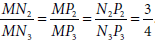 MN₂/MN₃ = MP₂/MP₃ = N₂P₂/N₃P₃ = 3/4